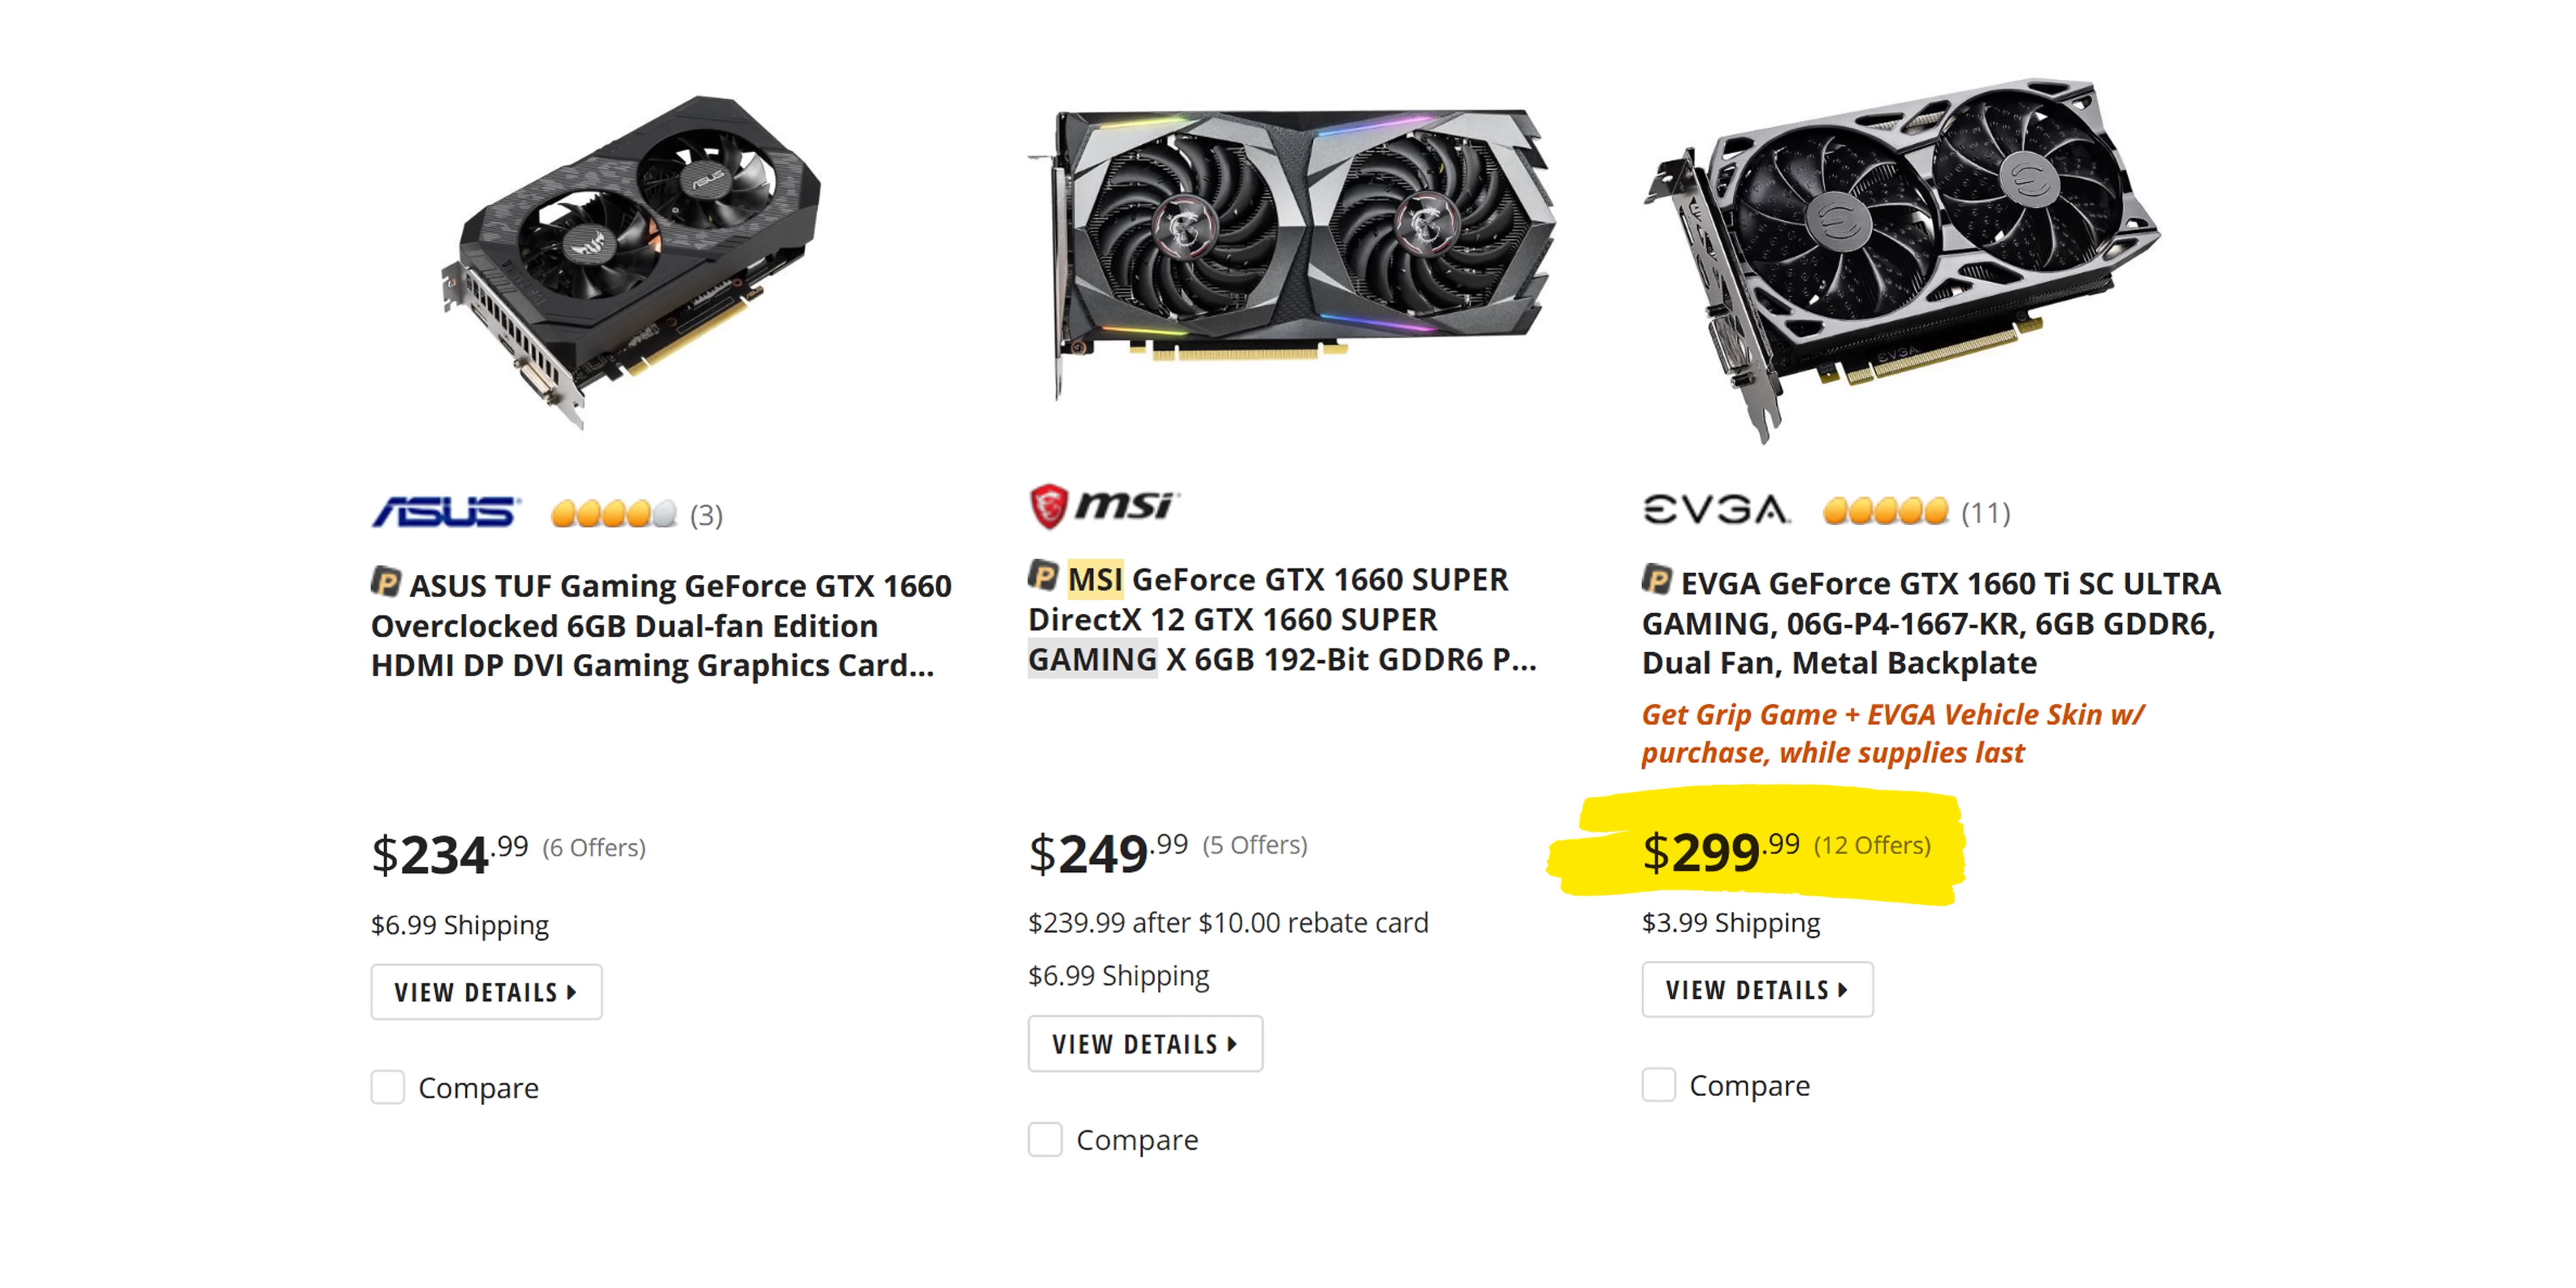 ASUS (3)
ASUS TUF Gaming GeForce GTX 1660
Overclocked 6GB Dual-fan Edition
HDMI DP DVI Gaming Graphics Card...
$234.99 (6 Offers)
$6.99 Shipping
VIEW DETAILS
Compare
msi
MSI GeForce GTX 1660 SUPER
DirectX 12 GTX 1660 SUPER
GAMING X 6GB 192-Bit GDDR6 P...
$249.99 (5 Offers)
$239.99 after $10.00 rebate card
$6.99 Shipping
VIEW DETAILS
Compare
EVGA (11)
EVGA GeForce GTX 1660 Ti SC ULTRA
GAMING, 06G-P4-1667-KR, 6GB GDDR6,
Dual Fan, Metal Backplate
Get Grip Game + EVGA Vehicle Skin w/
purchase, while supplies last
$299.99 (12 Offers)
$3.99 Shipping
VIEW DETAILS
Compare